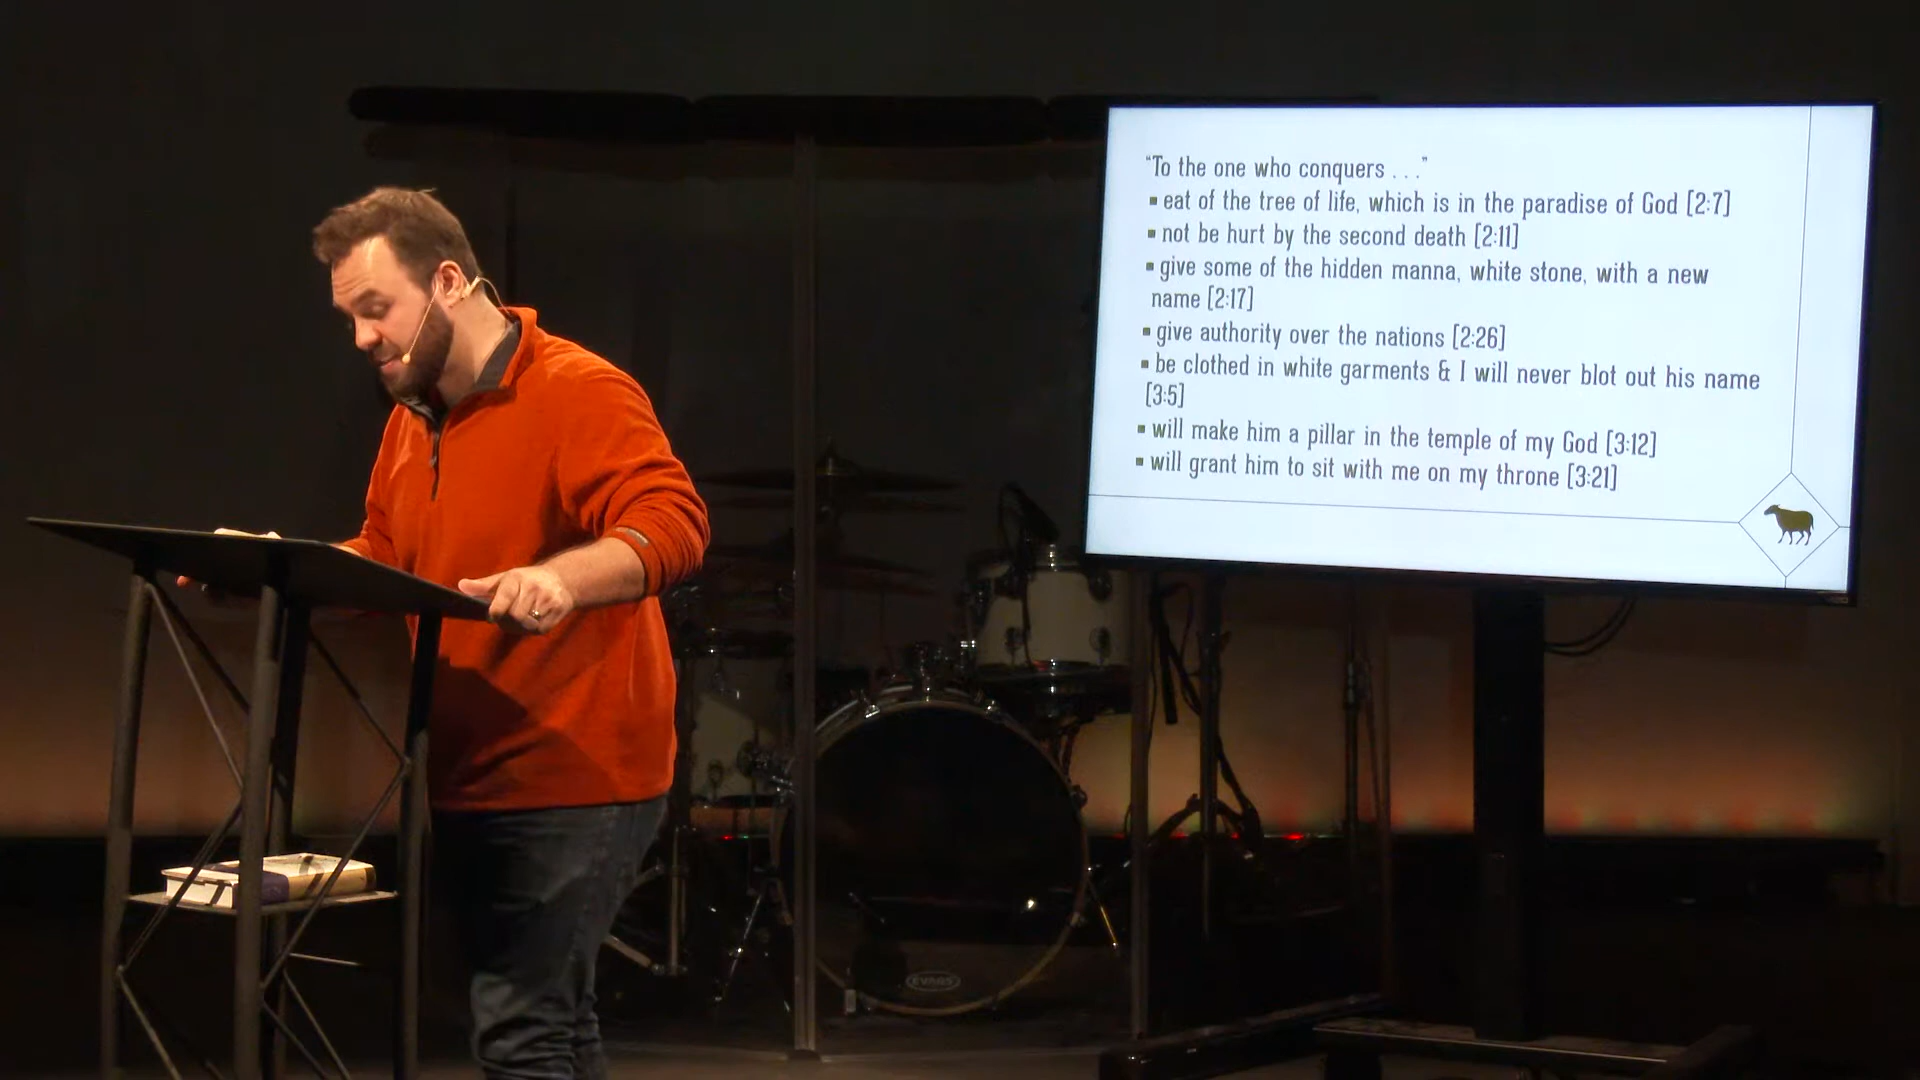 “To the one who conquers . . .”
▪ eat of the tree of life, which is in the paradise of God [2:7]
▪ not be hurt by the second death [2:11]
▪ give some of the hidden manna, white stone, with a new
name [2:17]
▪ give authority over the nations [2:26]
▪ be clothed in white garments & I will never blot out his name
[3:5]
▪ will make him a pillar in the temple of my God [3:12]
▪ will grant him to sit with me on my throne [3:21]
EVANS